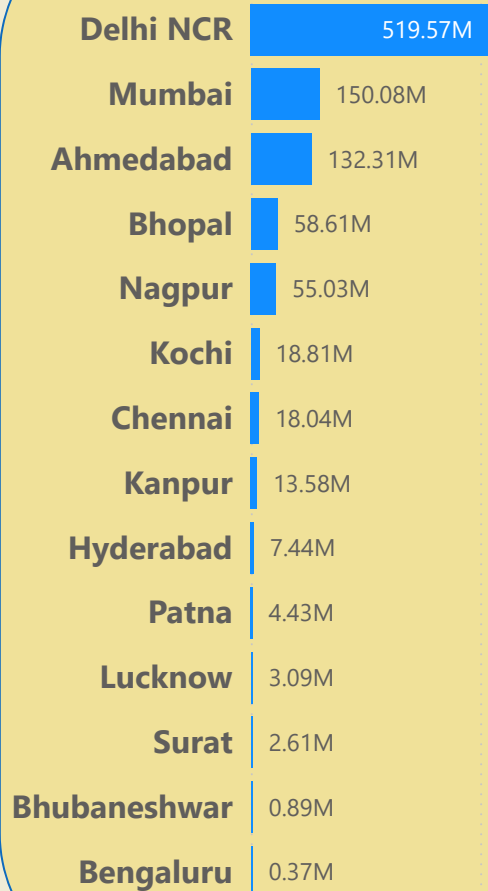 Delhi NCR 519.57M
Mumbai 150.08M
Ahmedabad 132.31M
Bhopal 58.61M
Nagpur 55.03M
Kochi 18.81M
Chennai 18.04M
Kanpur 13.58M
Hyderabad 7.44M
Patna 4.43M
Lucknow 3.09M
Surat 2.61M
Bhubaneshwar 0.89M
Bengaluru 0.37M